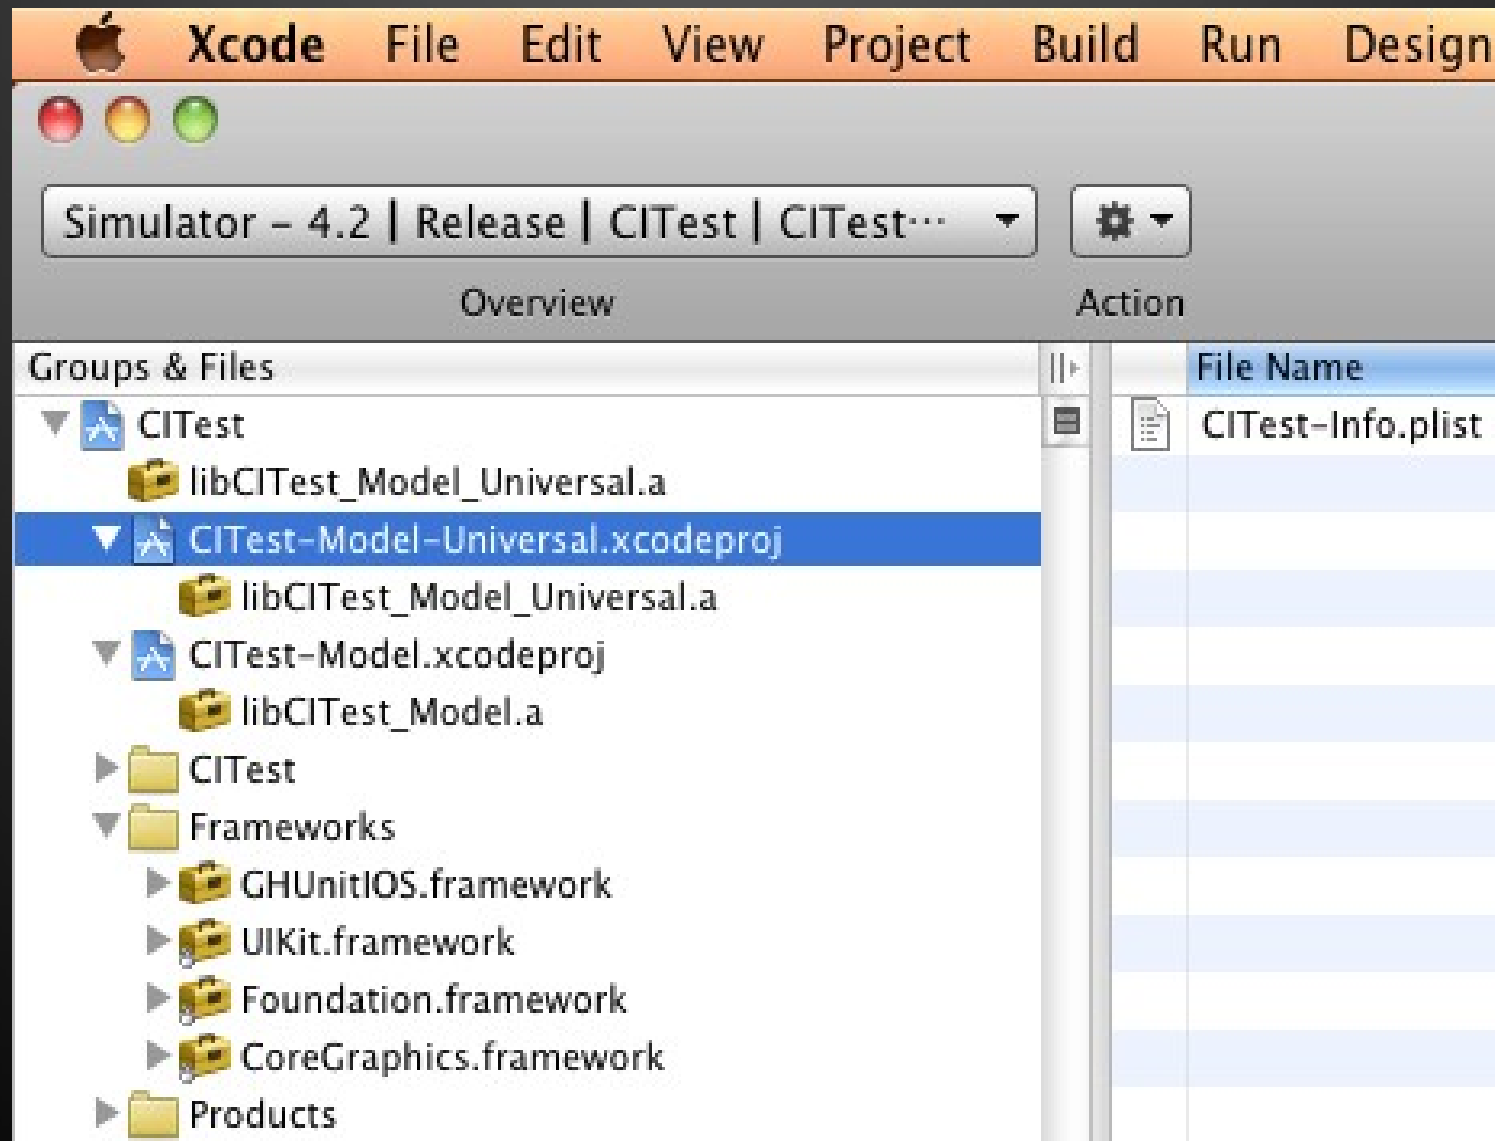 Xcode File Edit View Project Build Run Design
Simulator – 4.2 | Release | CITest | CITest···
Overview Action
Groups & Files File Name
CITest CITest–Info.plist
libCITest_Model_Universal.a
CITest–Model–Universal.xcodeproj
libCITest_Model_Universal.a
CITest–Model.xcodeproj
libCITest_Model.a
CITest
Frameworks
GHUnitIOS.framework
UIKit.framework
Foundation.framework
CoreGraphics.framework
Products